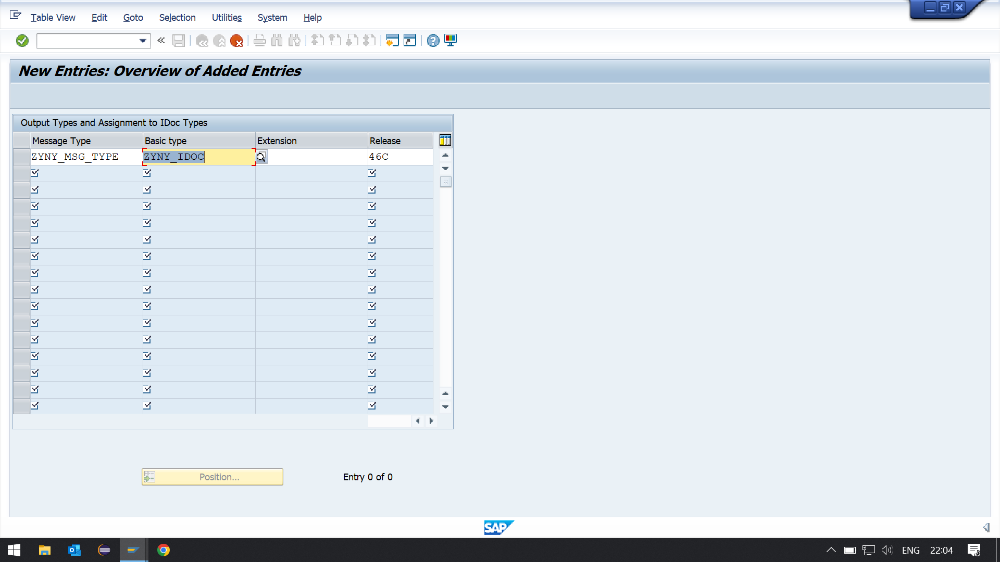 Table View Edit Goto Selection Utilities System Help
New Entries: Overview of Added Entries
Output Types and Assignment to IDoc Types
Message Type Basic type Extension Release
ZYNY_MSG_TYPE ZYNY_IDOC 46C
Position... Entry 0 of 0
SAP
ENG 22:04